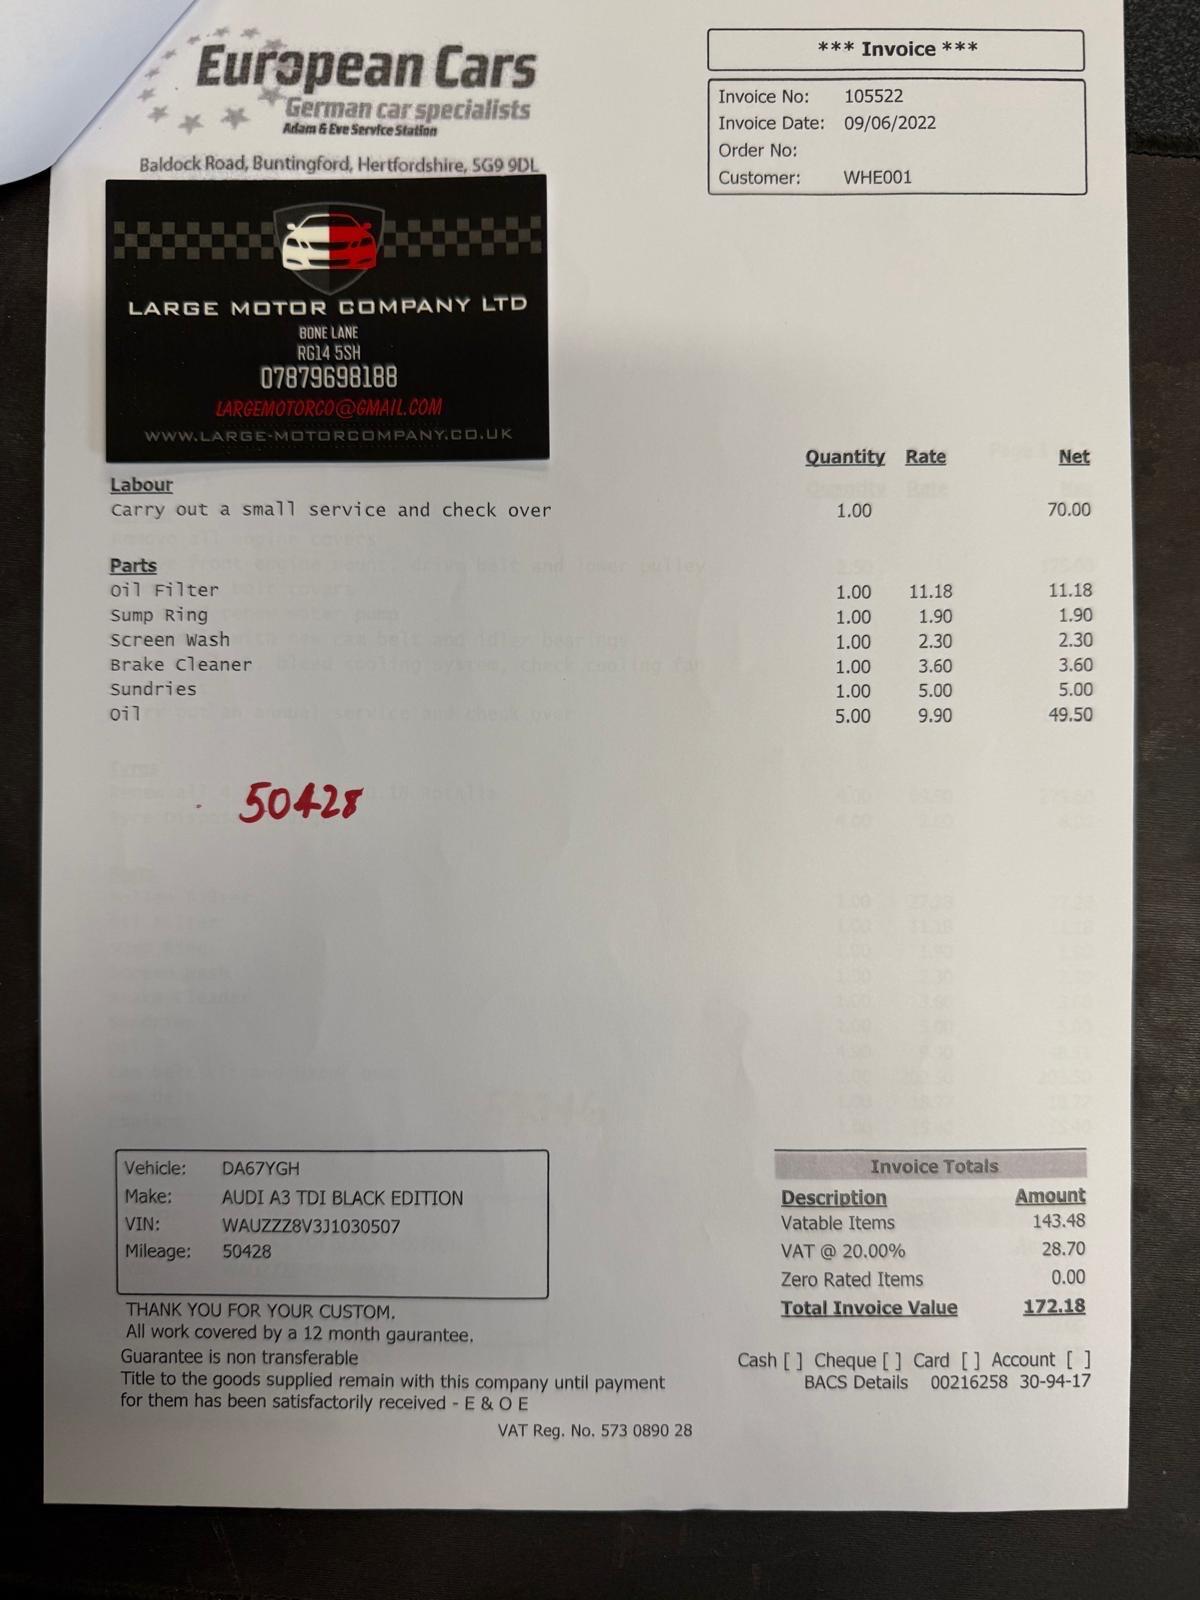 European Cars
German car specialists
Adam & Eve Service Station
Baldock Road, Buntingford, Hertfordshire, SG9 9DL
*** Invoice ***
Invoice No: 105522
Invoice Date: 09/06/2022
Order No:
Customer: WHE001
LARGE MOTOR COMPANY LTD
BONE LANE
RG14 5SH
07879698188
LARGEMOTORCO@GMAIL.COM
WWW.LARGE-MOTORCOMPANY.CO.UK
Quantity Rate Net
Labour
Carry out a small service and check over 1.00 70.00
Parts
Oil Filter 1.00 11.18 11.18
Sump Ring 1.00 1.90 1.90
Screen Wash 1.00 2.30 2.30
Brake Cleaner 1.00 3.60 3.60
Sundries 1.00 5.00 5.00
Oil 5.00 9.90 49.50
50428
Vehicle: DA67YGH
Make: AUDI A3 TDI BLACK EDITION
VIN: WAUZZZ8V3J1030507
Mileage: 50428
Invoice Totals
Description Amount
Vatable Items 143.48
VAT @ 20.00% 28.70
Zero Rated Items 0.00
Total Invoice Value 172.18
THANK YOU FOR YOUR CUSTOM.
All work covered by a 12 month gaurantee.
Guarantee is non transferable
Title to the goods supplied remain with this company until payment
for them has been satisfactorily received - E & O E
Cash [ ] Cheque [ ] Card [ ] Account [ ]
BACS Details 00216258 30-94-17
VAT Reg. No. 573 0890 28